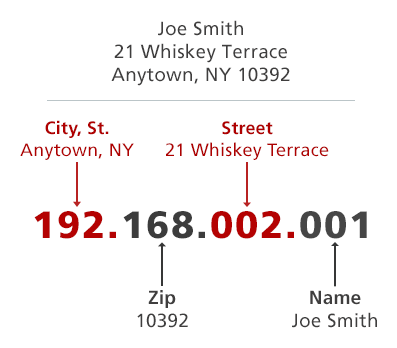 Joe Smith
21 Whiskey Terrace
Anytown, NY 10392
City, St.
Anytown, NY
Street
21 Whiskey Terrace
192.168.002.001
Zip
10392
Name
Joe Smith